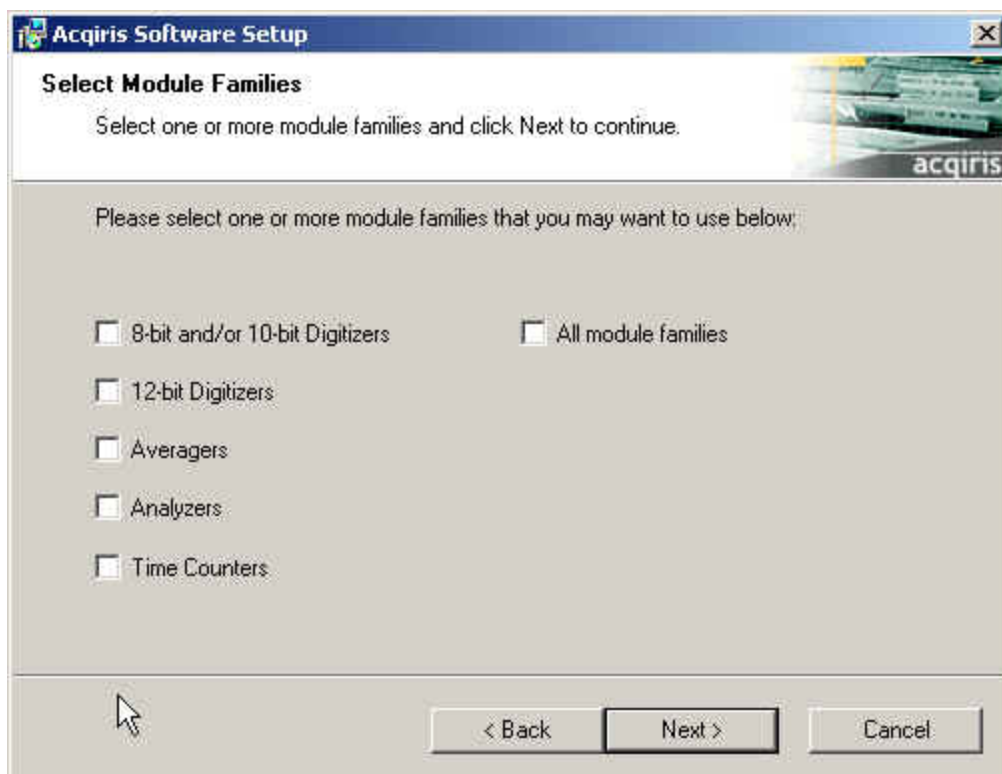 Acqiris Software Setup
Select Module Families
Select one or more module families and click Next to continue.
acqiris
Please select one or more module families that you may want to use below:
8-bit and/or 10-bit Digitizers
All module families
12-bit Digitizers
Averagers
Analyzers
Time Counters
< Back
Next >
Cancel